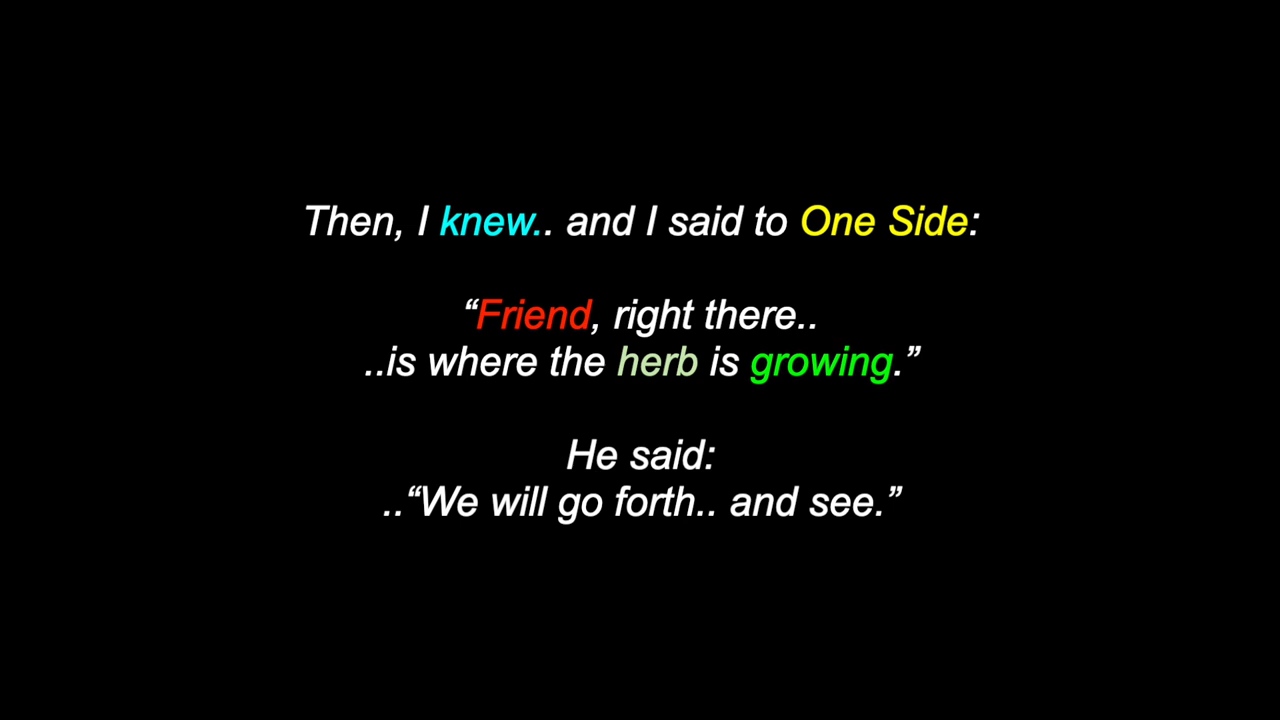 Then, I knew.. and I said to One Side:
“Friend, right there..
..is where the herb is growing.”
He said:
..“We will go forth.. and see.”